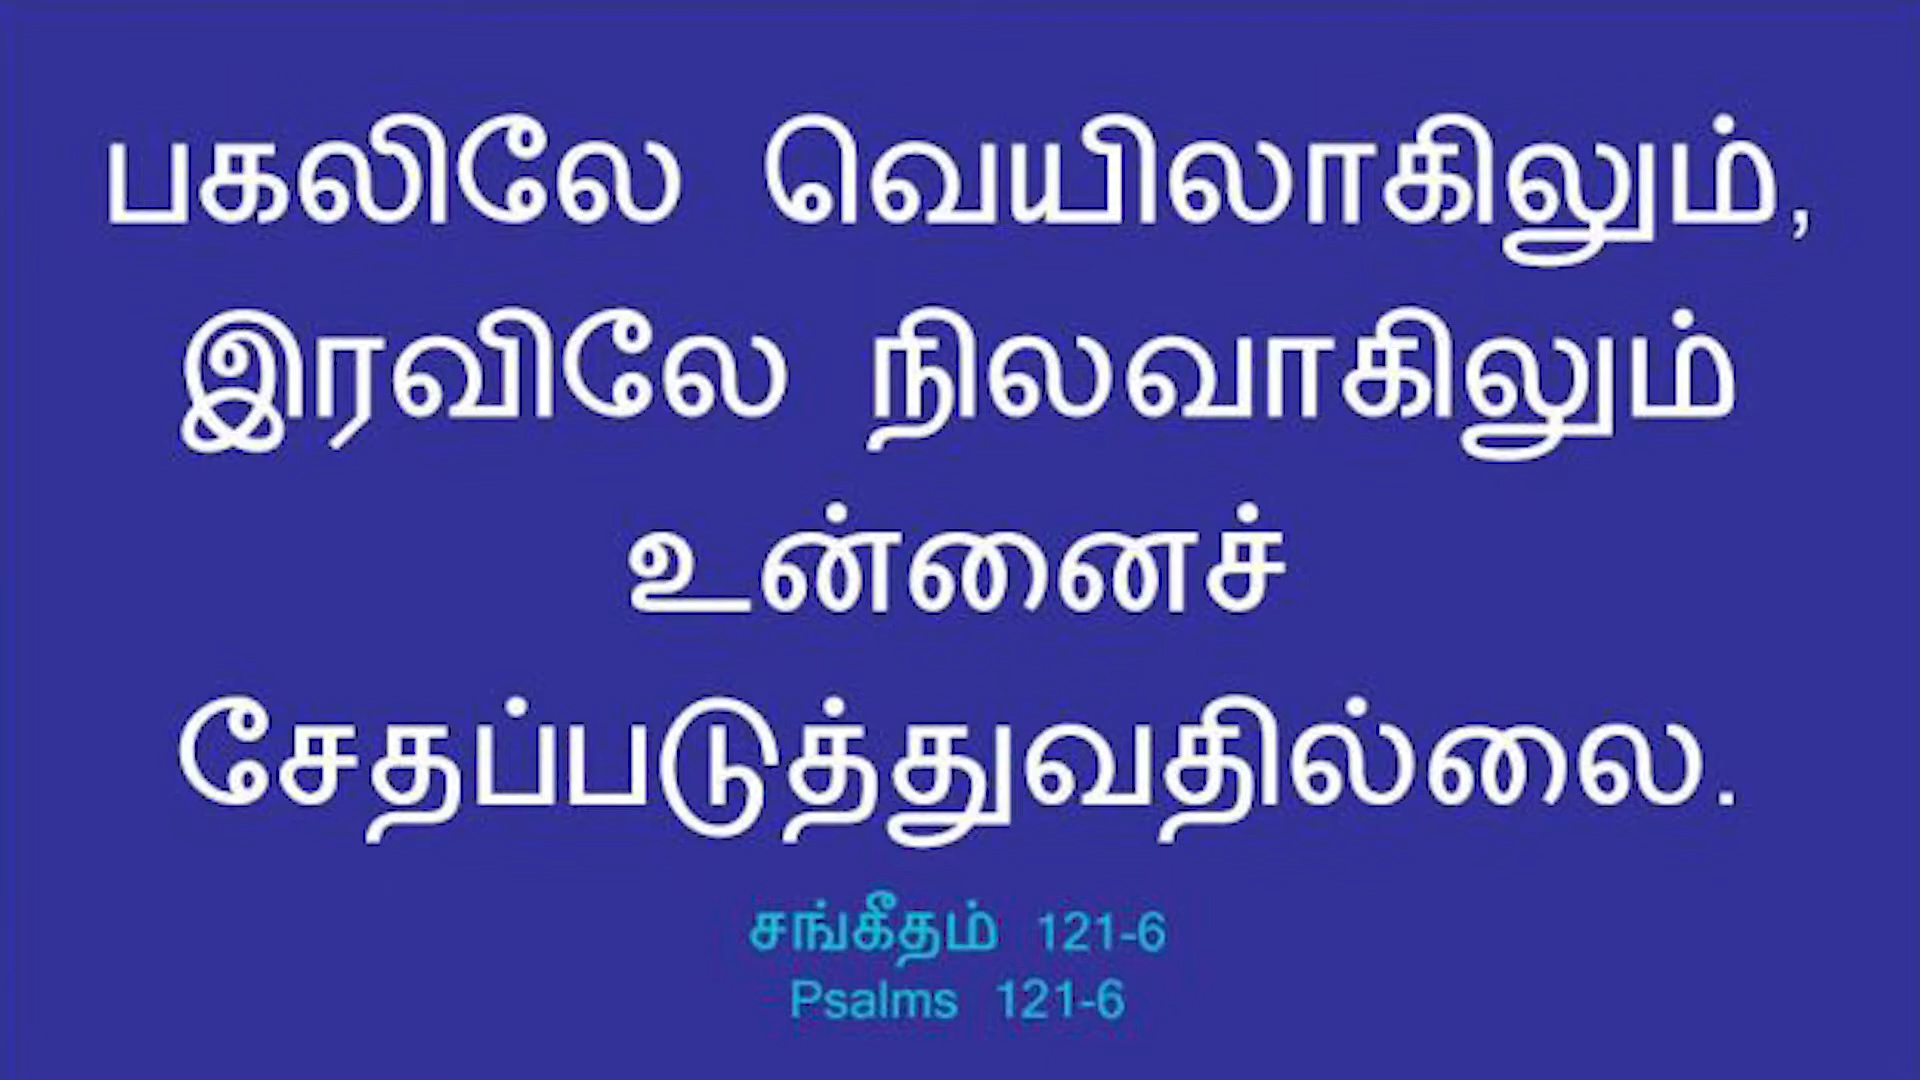 பகலிலே வெயிலாகிலும்,
இரவிலே நிலவாகிலும்
உன்னைச்
சேதப்படுத்துவதில்லை.
சங்கீதம் 121-6
Psalms 121-6